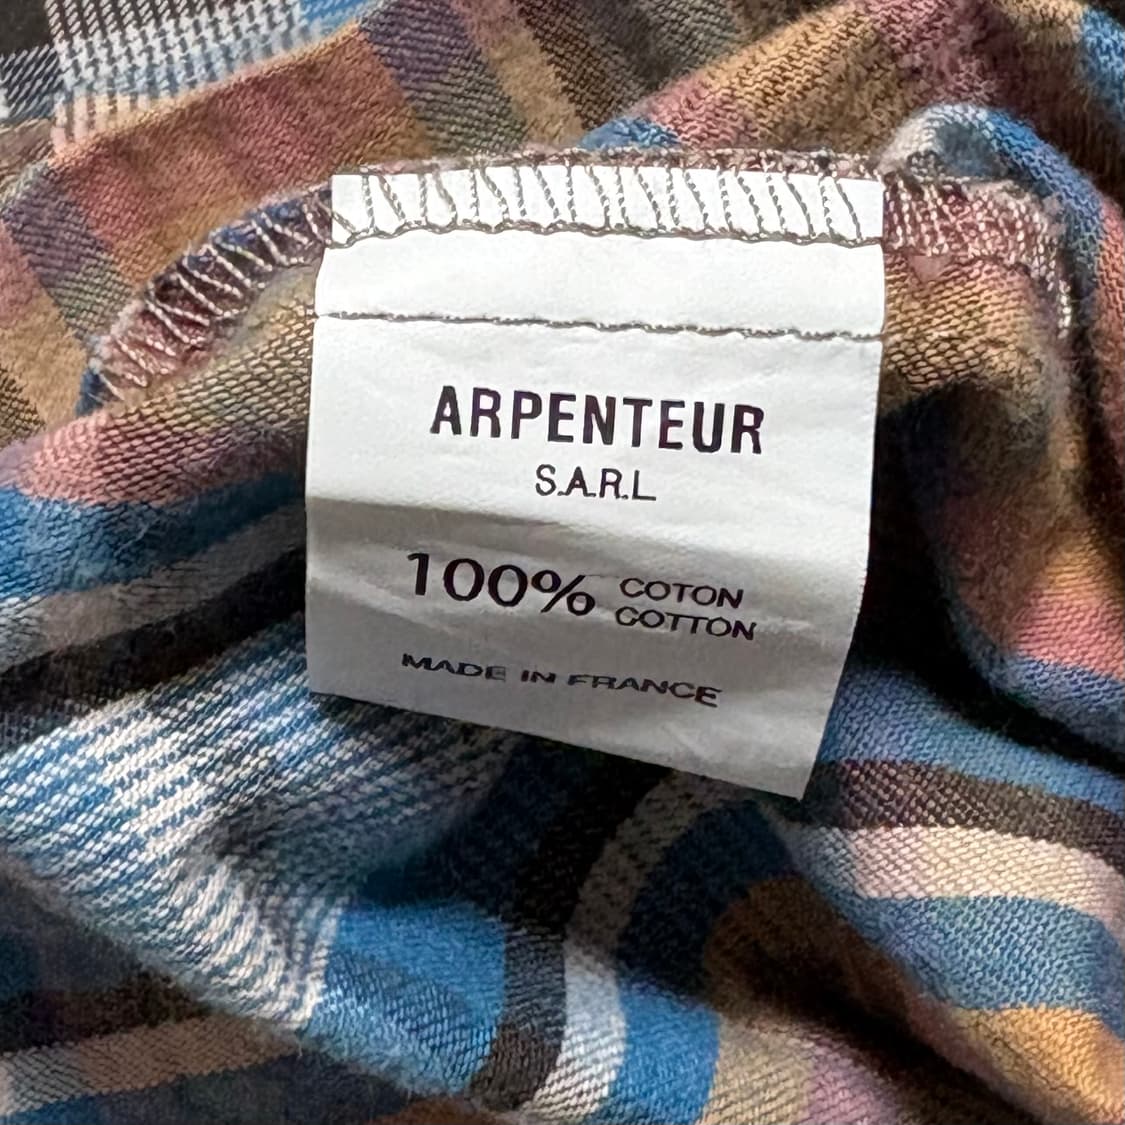 ARPENTEUR
S.A.R.L
100% COTON
COTTON
MADE IN FRANCE